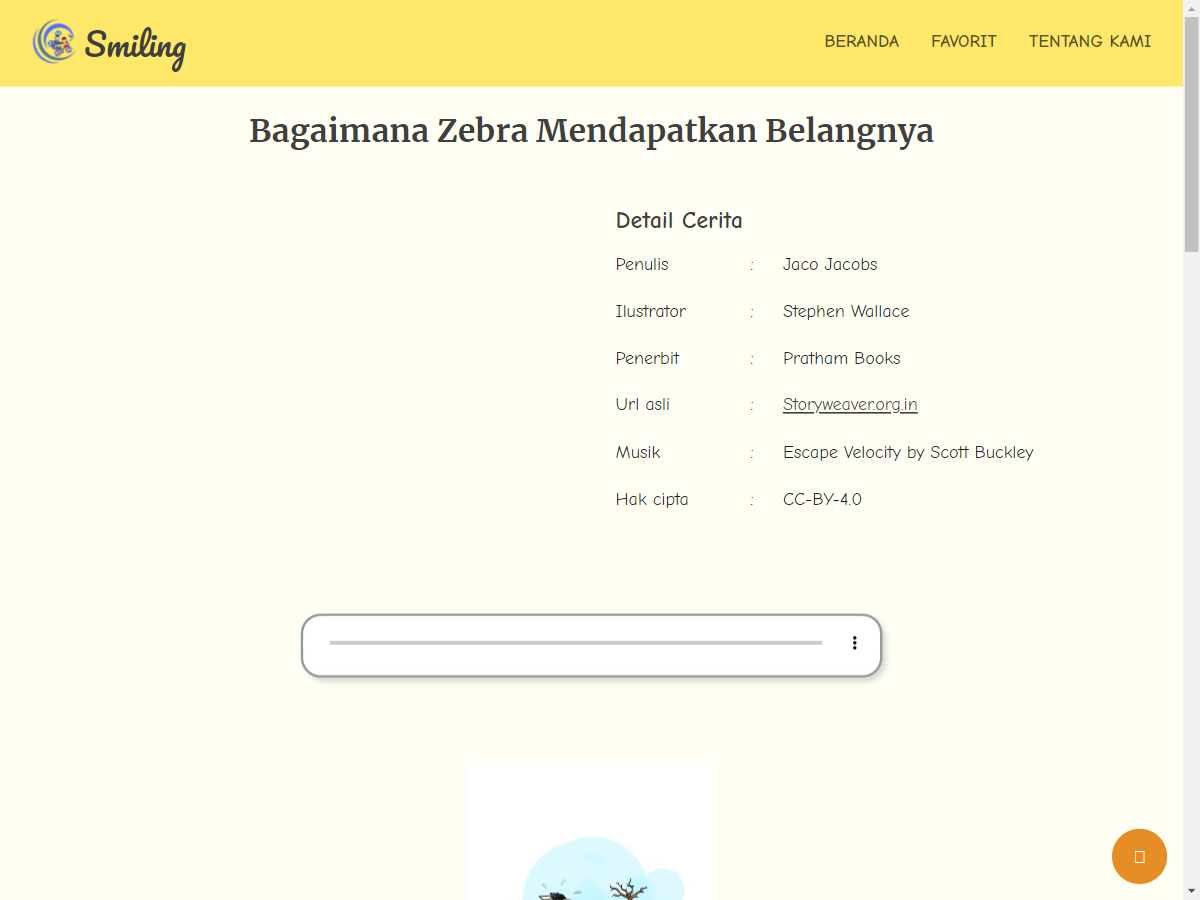 Smiling
BERANDA FAVORIT TENTANG KAMI
Bagaimana Zebra Mendapatkan Belangnya
Detail Cerita
Penulis : Jaco Jacobs
Ilustrator : Stephen Wallace
Penerbit : Pratham Books
Url asli : Storyweaver.org.in
Musik : Escape Velocity by Scott Buckley
Hak cipta : CC-BY-4.0